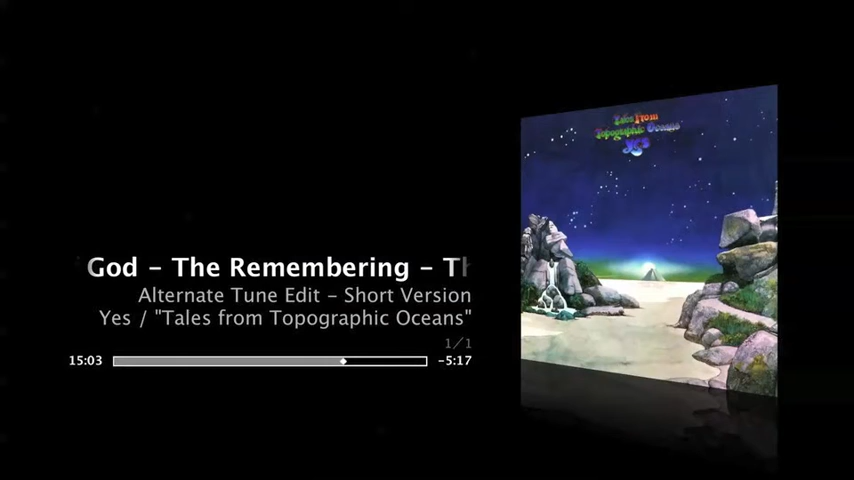 God – The Remembering – Th
Alternate Tune Edit – Short Version
Yes / "Tales from Topographic Oceans"
1/1
15:03
–5:17
Tales From
Topographic Oceans
Yes